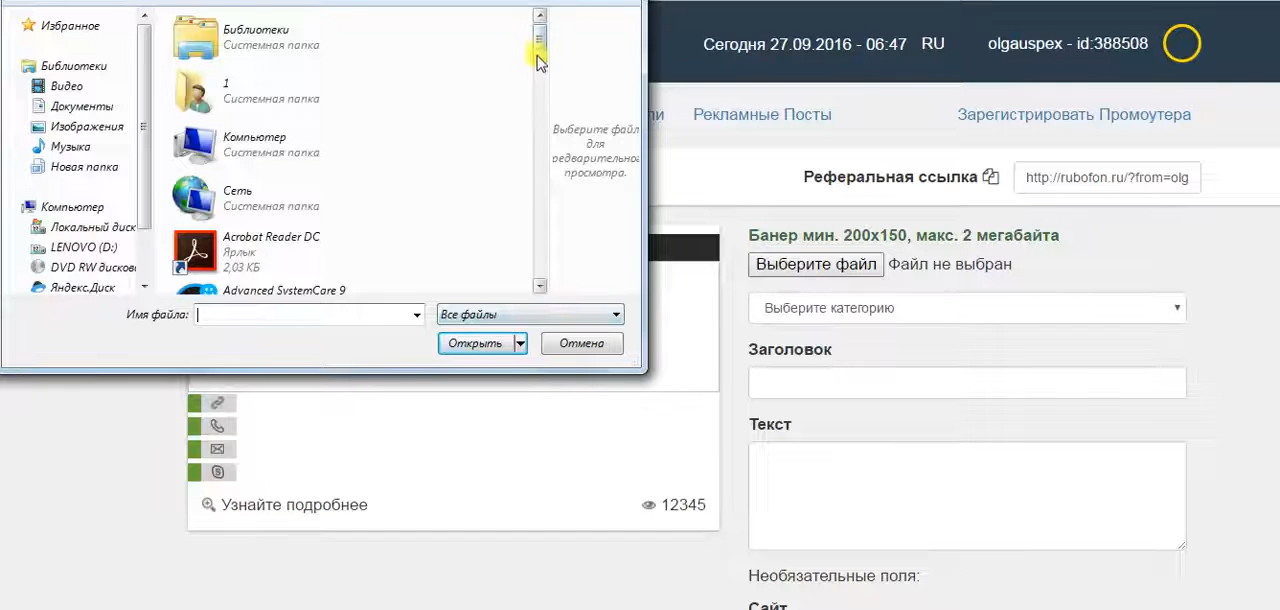 Избранное
Библиотеки
Видео
Документы
Изображения
Музыка
Новая папка
Компьютер
Локальный диск
LENOVO (D:)
DVD RW дисково
Яндекс.Диск
Библиотеки
Системная папка
1
Системная папка
Компьютер
Системная папка
Сеть
Системная папка
Acrobat Reader DC
Ярлык
2,03 КБ
Advanced SystemCare 9
Выберите файл
для
редварительно
просмотра.
Имя файла:
Все файлы
Открыть
Отмена
Сегодня 27.09.2016 - 06:47
RU
olgauspex - id:388508
ли
Рекламные Посты
Зарегистрировать Промоутера
Реферальная ссылка
http://rubofon.ru/?from=olg
Банер мин. 200x150, макс. 2 мегабайта
Выберите файл Файл не выбран
Выберите категорию
Заголовок
Текст
Необязательные поля:
Сайт
Узнайте подробнее
12345